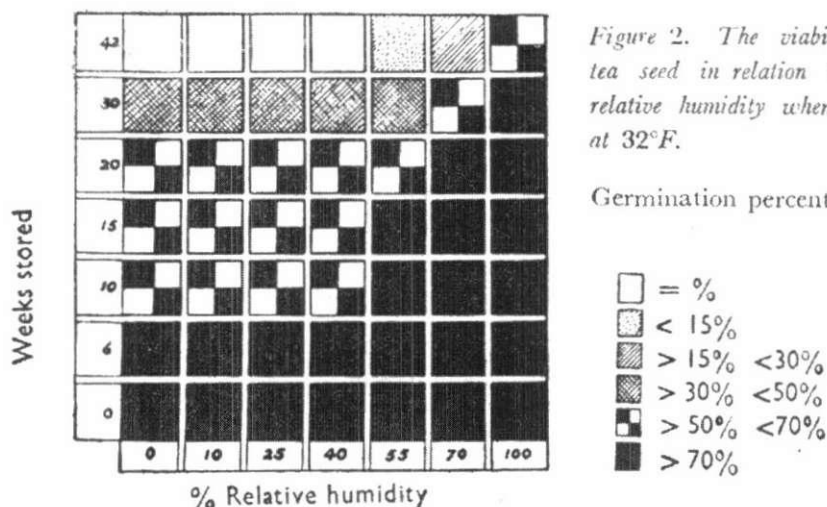 Figure 2. The viabi
tea seed in relation
relative humidity wher
at 32°F.
Germination percent
= %
< 15%
> 15% <30%
> 30% <50%
> 50% <70%
> 70%
Weeks stored
42
30
20
15
10
6
0
0 10 25 40 55 70 100
% Relative humidity